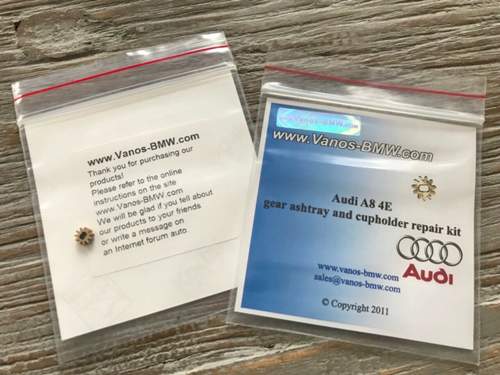 www.Vanos-BMW.com
Thank you for purchasing our
products!
Please refer to the online
instructions on the site
www.Vanos-BMW.com
We will be glad if you tell about
our products to your friends
or write a message on
an Internet forum auto
www.Vanos-BMW.com
Audi A8 4E
gear ashtray and cupholder repair kit
Audi
www.vanos-bmw.com
sales@vanos-bmw.com
© Copyright 2011